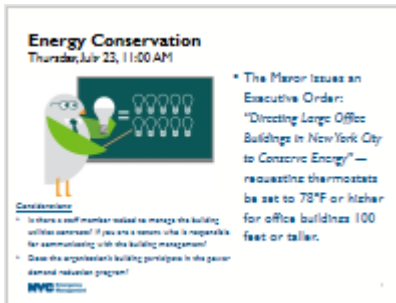 Energy Conservation
Thursday, July 23, 11:00 AM
• The Mayor issues an
Executive Order:
"Directing Large Office
Buildings in New York City
to Conserve Energy" —
requesting thermostats
be set to 78°F or higher
for office buildings 100
feet or taller.
=
Considerations
• Is there a staff member tasked to manage the building
utilities contracts? If you are a tenant who is responsible
for communicating with the building management?
• Does the organization's building participate in the power
demand reduction program?
NYC Emergency
Management